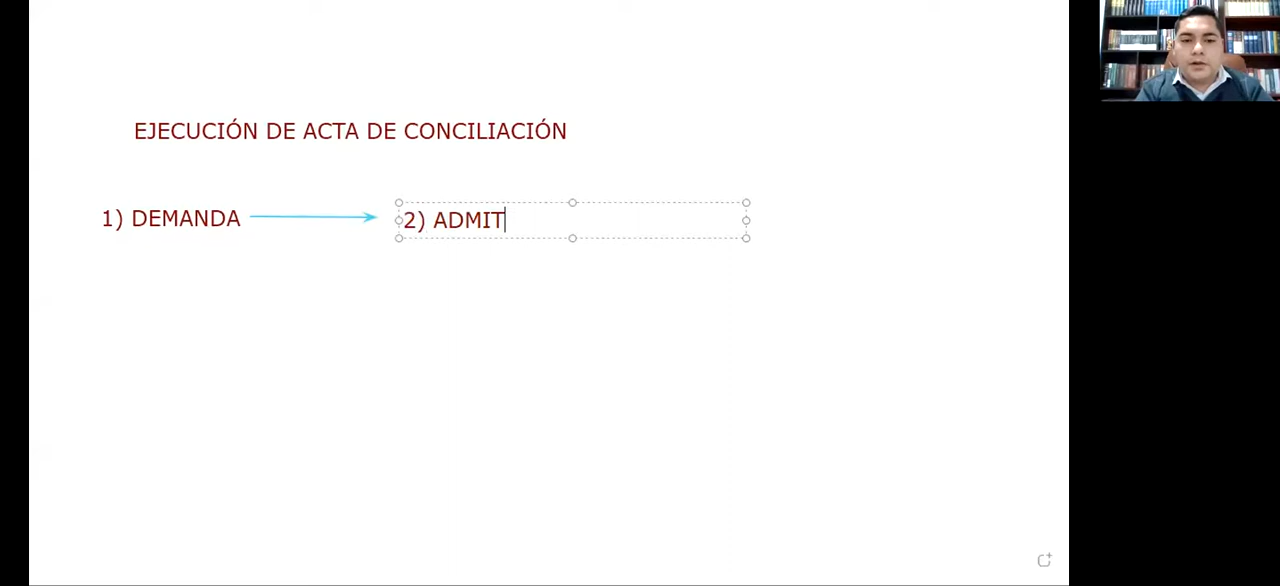 EJECUCIÓN DE ACTA DE CONCILIACIÓN
1) DEMANDA
2) ADMIT